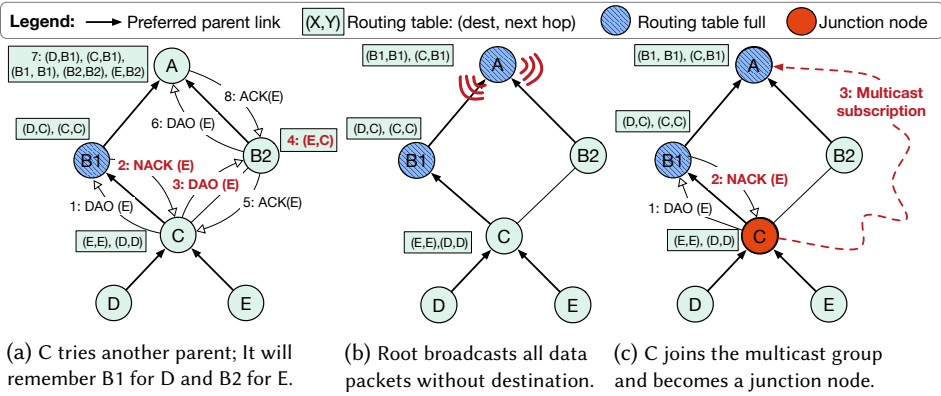 Legend: Preferred parent link (X,Y) Routing table: (dest, next hop) Routing table full Junction node
7: (D,B1), (C,B1),
(B1, B1), (B2,B2), (E,B2)
A
8: ACK(E)
6: DAO (E)
(D,C), (C,C)
B1
2: NACK (E)
3: DAO (E)
B2
4: (E,C)
1: DAO (E)
5: ACK(E)
C
(E,E), (D,D)
D
E
(a) C tries another parent; It will
remember B1 for D and B2 for E.
(B1,B1), (C,B1)
A
(D,C), (C,C)
B1
B2
(E,E),(D,D)
C
D
E
(b) Root broadcasts all data
packets without destination.
(B1, B1), (C,B1)
A
3: Multicast
subscription
(D,C), (C,C)
B1
B2
2: NACK (E)
1: DAO (E)
(E,E), (D,D)
C
D
E
(c) C joins the multicast group
and becomes a junction node.